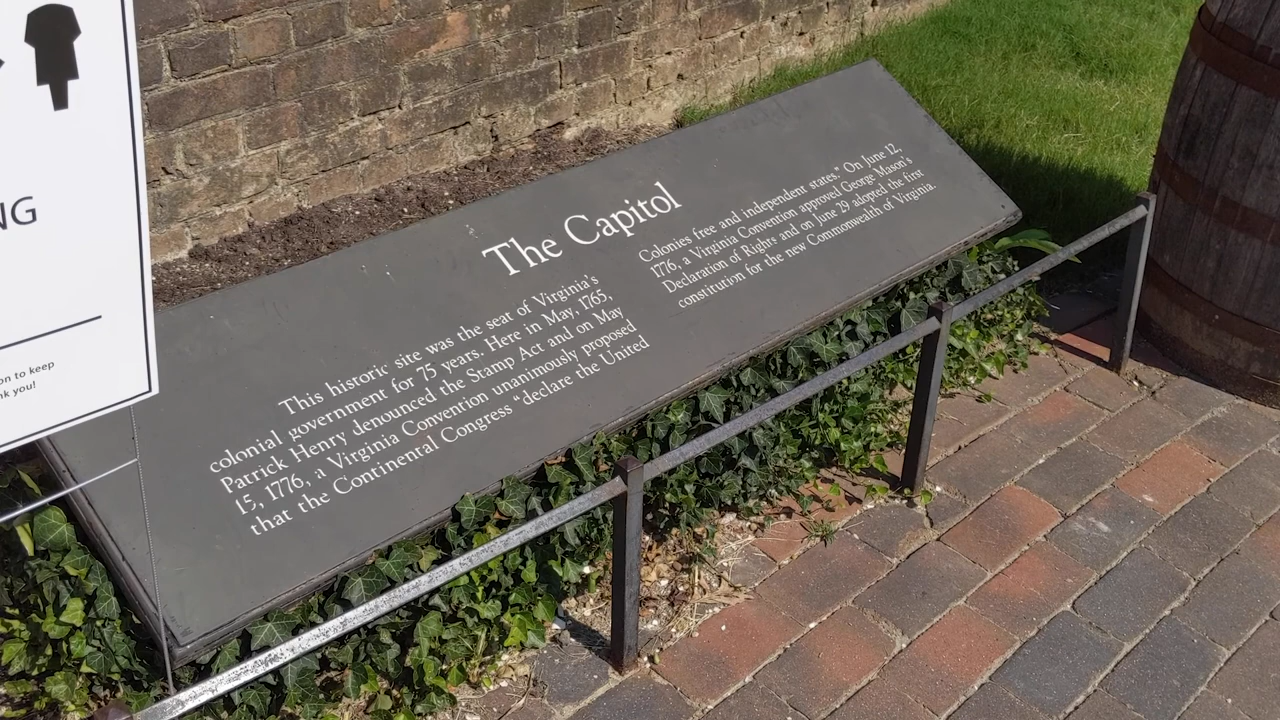 NG
on to keep
nk you!
The Capitol
This historic site was the seat of Virginia's
colonial government for 75 years. Here in May, 1765,
Patrick Henry denounced the Stamp Act and on May
15, 1776, a Virginia Convention unanimously proposed
that the Continental Congress “declare the United
Colonies free and independent states.” On June 12,
1776, a Virginia Convention approved George Mason's
Declaration of Rights and on June 29 adopted the first
constitution for the new Commonwealth of Virginia.